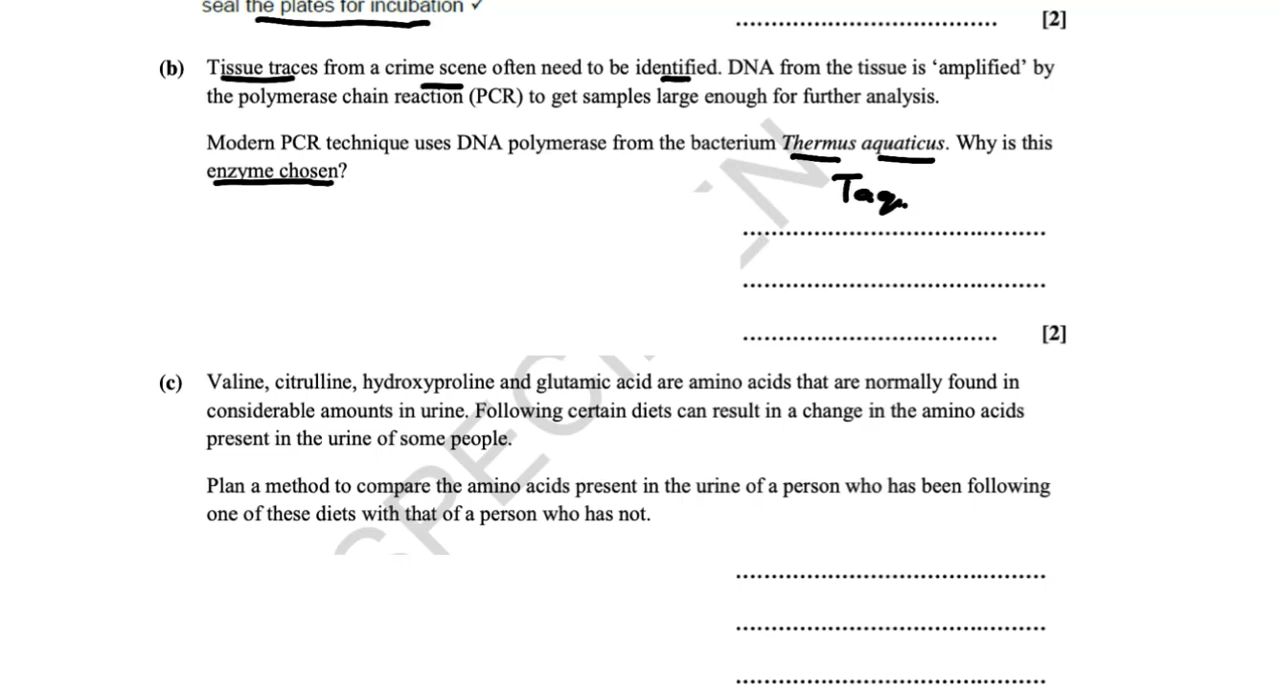 seal the plates for incubation ✓
[2]
(b) Tissue traces from a crime scene often need to be identified. DNA from the tissue is ‘amplified’ by
the polymerase chain reaction (PCR) to get samples large enough for further analysis.
Modern PCR technique uses DNA polymerase from the bacterium Thermus aquaticus. Why is this
enzyme chosen?
Taq.
[2]
(c) Valine, citrulline, hydroxyproline and glutamic acid are amino acids that are normally found in
considerable amounts in urine. Following certain diets can result in a change in the amino acids
present in the urine of some people.
Plan a method to compare the amino acids present in the urine of a person who has been following
one of these diets with that of a person who has not.